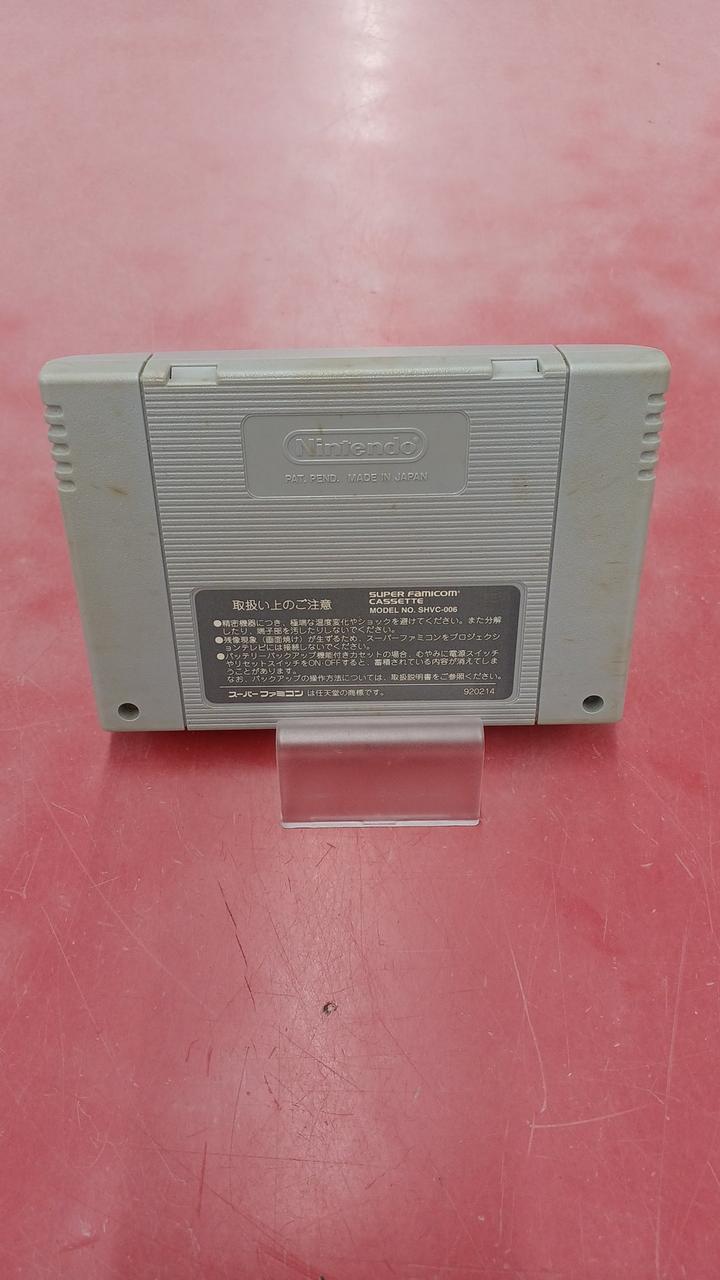 Nintendo®
PAT. PEND. MADE IN JAPAN
取扱い上のご注意
SUPER FAMICOM®
CASSETTE
MODEL NO. SHVC-006
●精密機器につき、極端な温度変化やショックを避けてください。また分解
したり、端子部を汚したりしないでください。
●残像現象（画面焼け）が生ずるため、スーパーファミコンをプロジェクシ
ョンテレビには接続しないでください。
●バッテリーバックアップ機能付きカセットの場合、むやみに電源スイッチ
やリセットスイッチをON・OFFすると、蓄積されている内容が消えてしま
うことがあります。
なお、バックアップの操作方法については、取扱説明書をご参照ください。
スーパーファミコンは任天堂の商標です。
920214